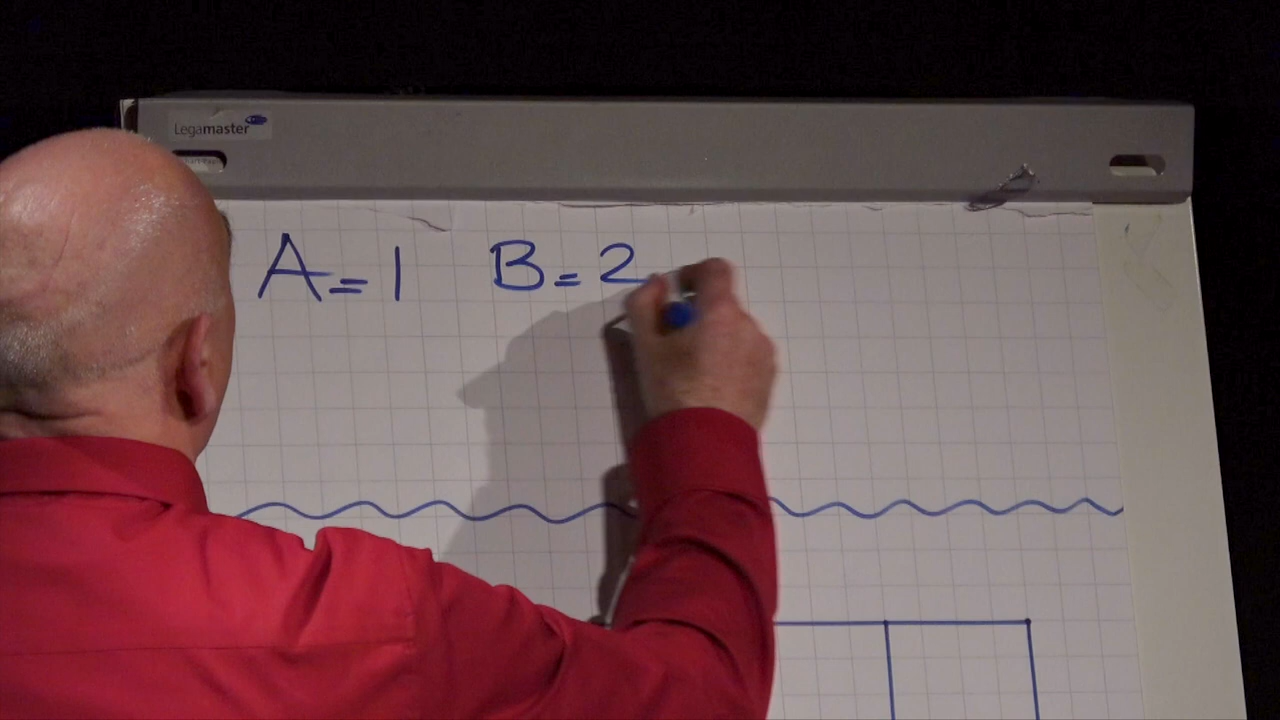 Legamaster
A = 1 B = 2